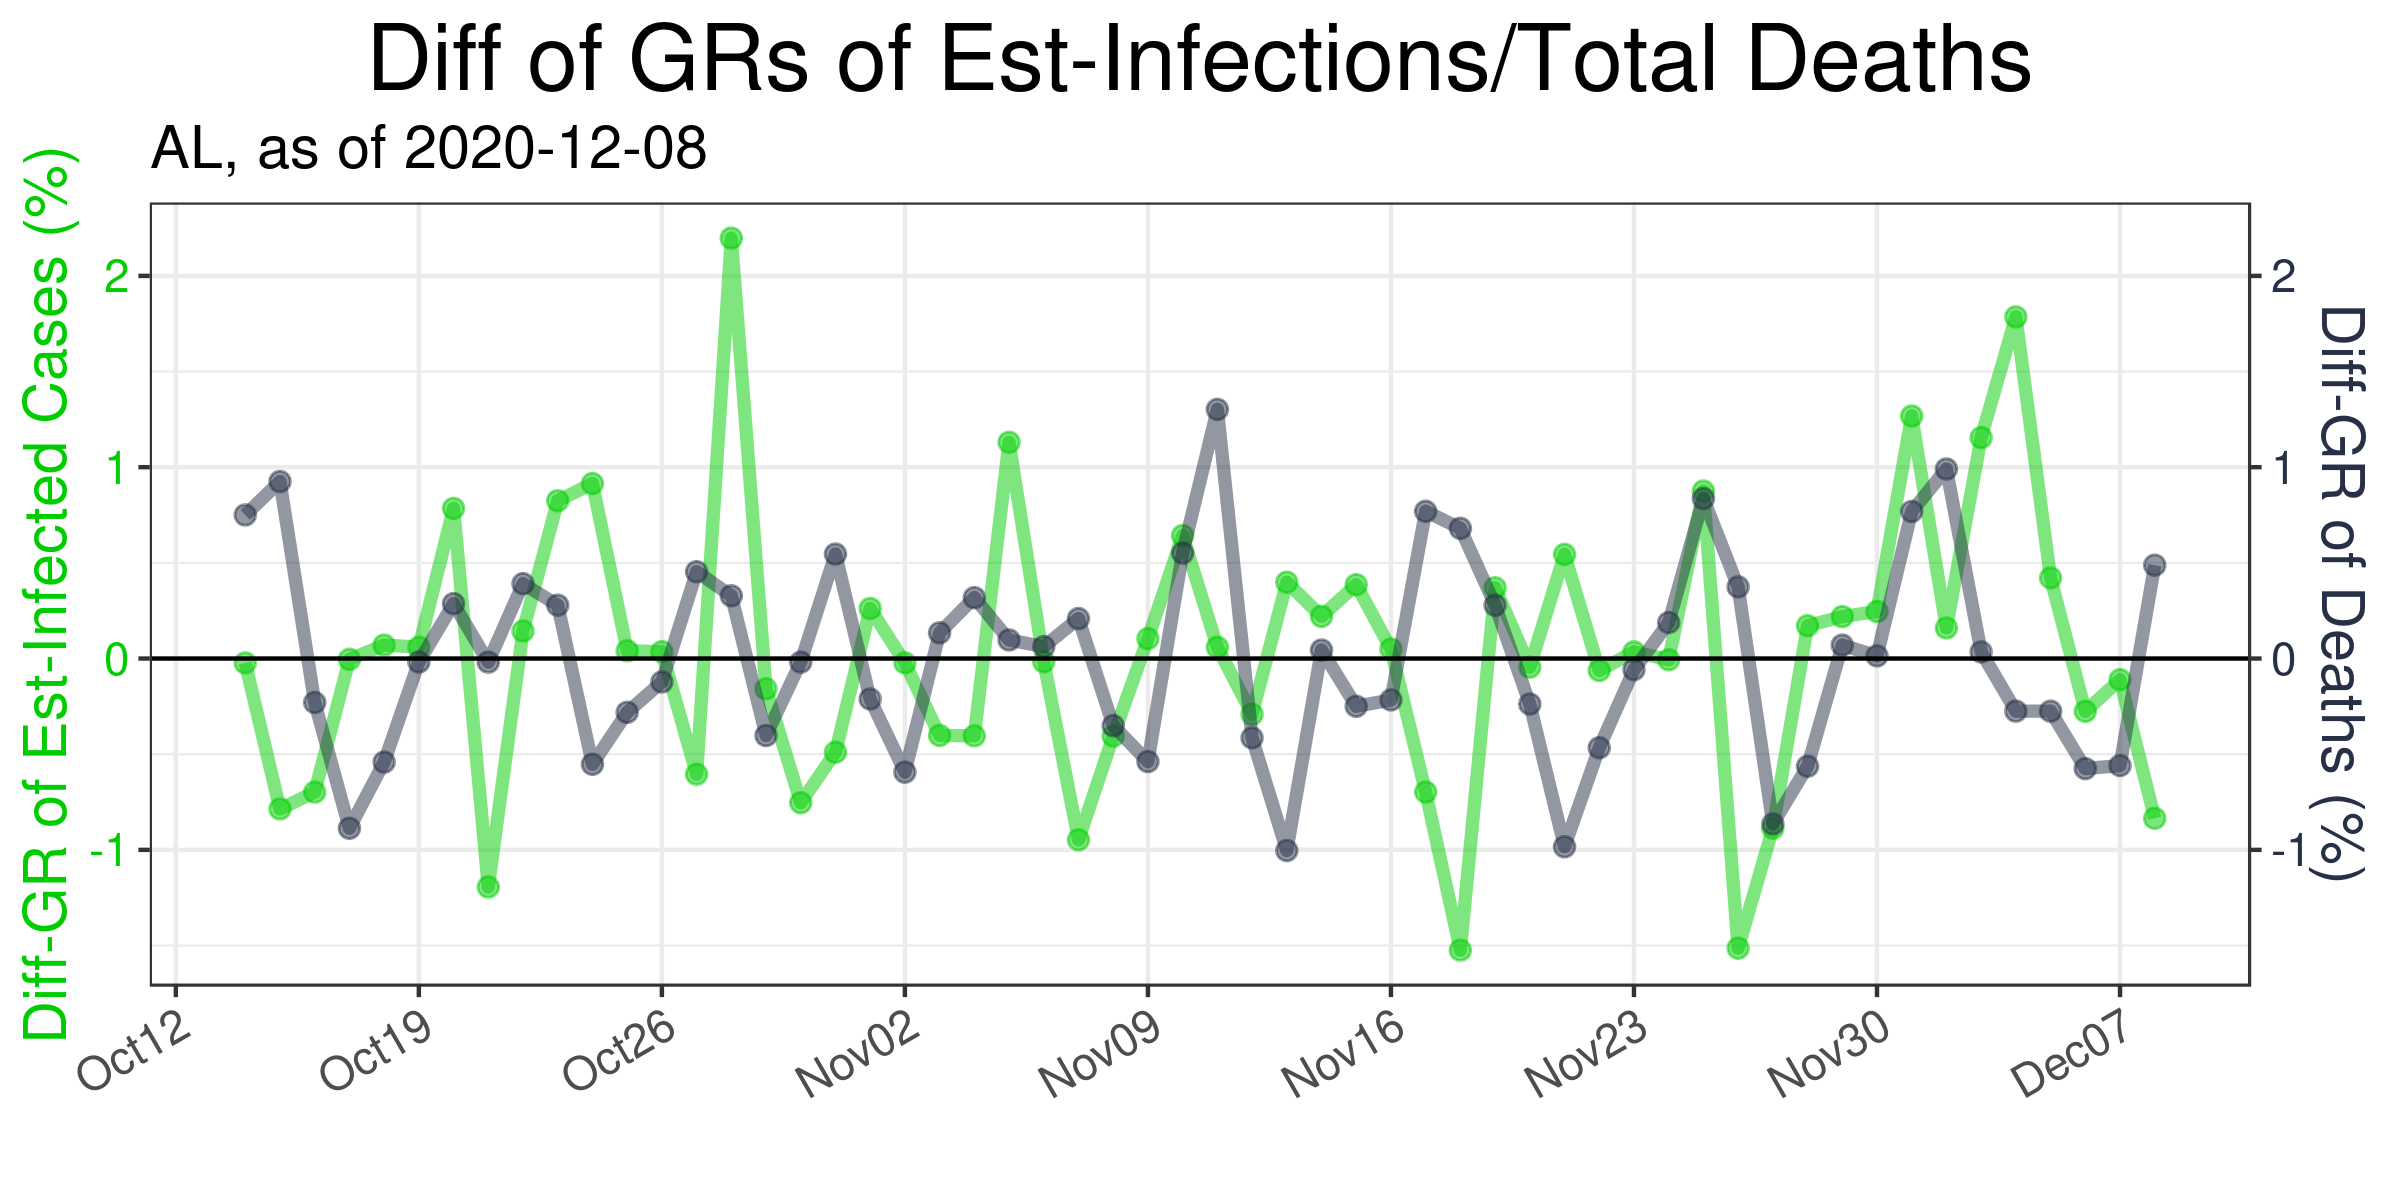 Diff of GRs of Est-Infections/Total Deaths
AL, as of 2020-12-08
Diff-GR of Est-Infected Cases (%)
2
1
0
-1
2
1
0
-1
Diff-GR of Deaths (%)
Oct12
Oct19
Oct26
Nov02
Nov09
Nov16
Nov23
Nov30
Dec07